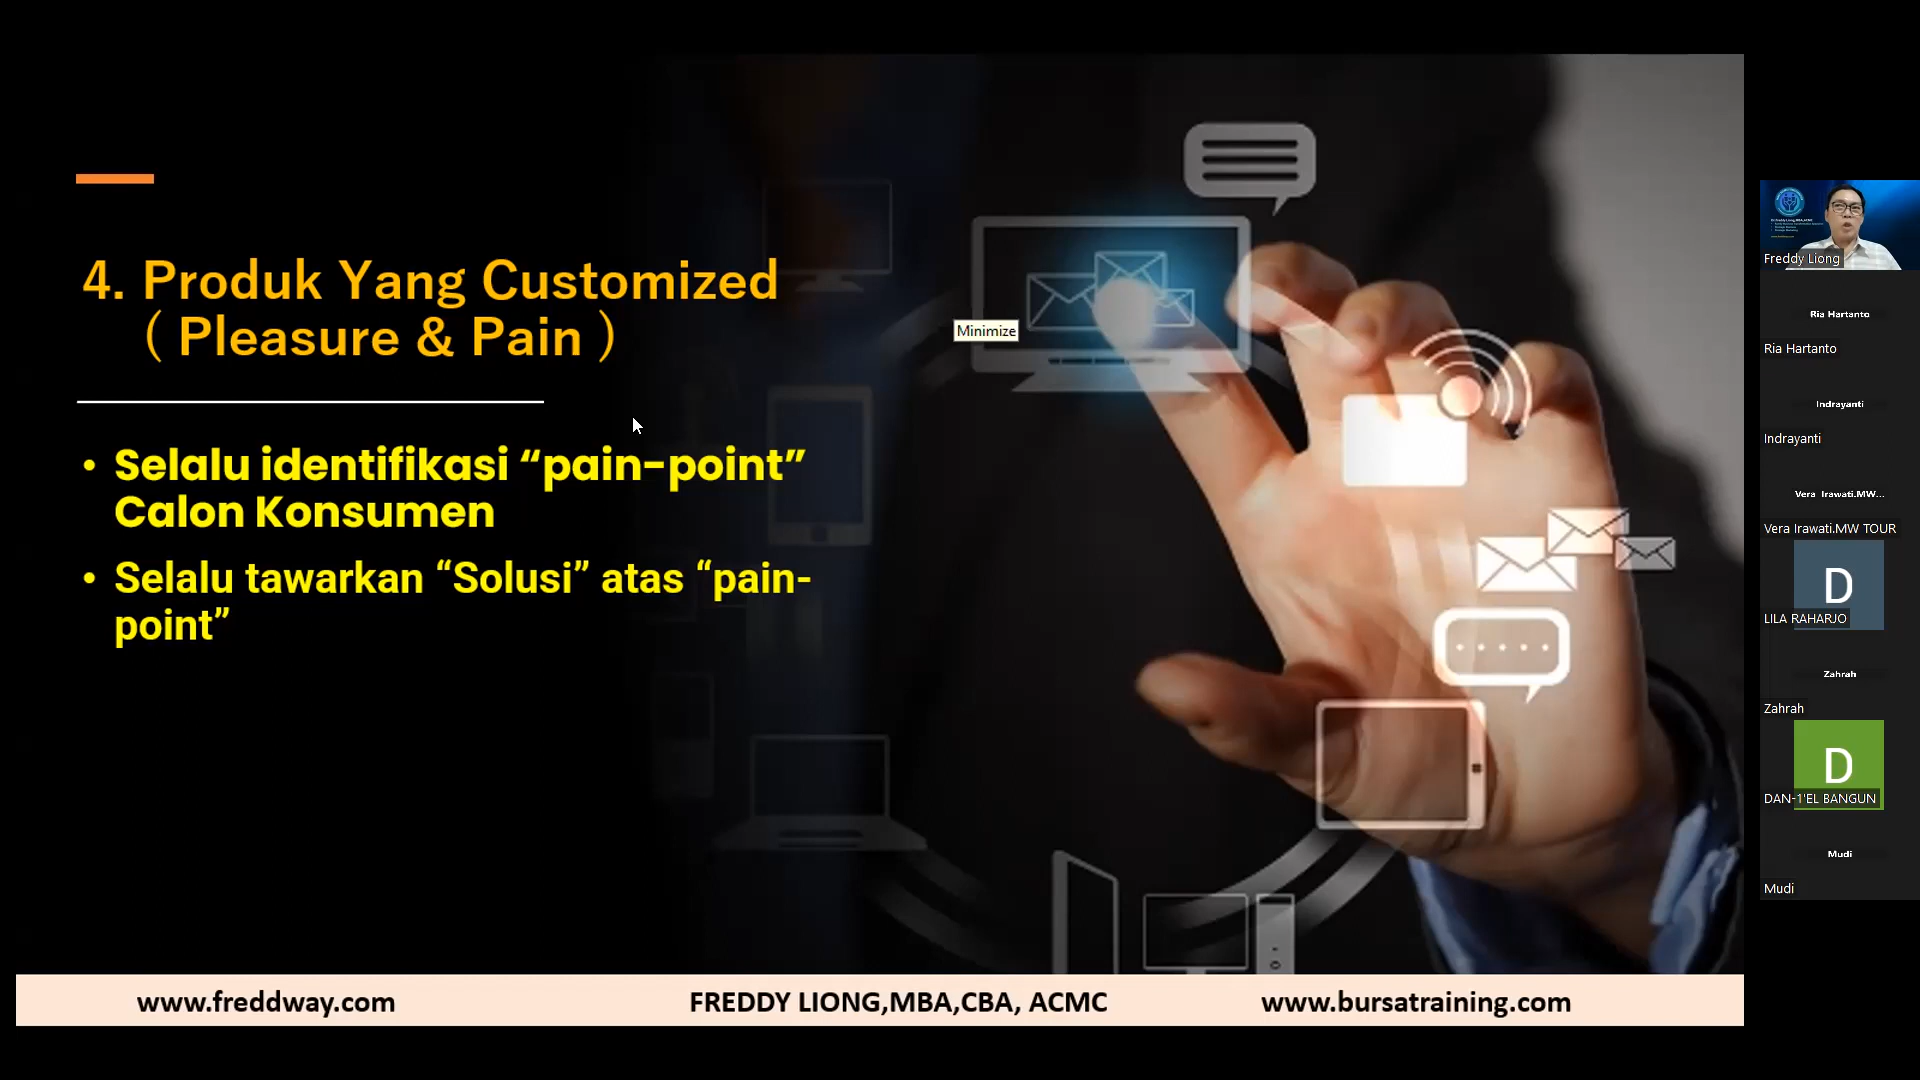 4. Produk Yang Customized
( Pleasure & Pain )
• Selalu identifikasi “pain-point”
Calon Konsumen
• Selalu tawarkan “Solusi” atas “pain-
point”
Minimize
www.freddway.com
FREDDY LIONG,MBA,CBA, ACMC
www.bursatraining.com
Freddy Liong
Ria Hartanto
Ria Hartanto
Indrayanti
Indrayanti
Vera Irawati.MW...
Vera Irawati.MW TOUR
D
LILA RAHARJO
Zahrah
Zahrah
D
DAN-1'EL BANGUN
Mudi
Mudi